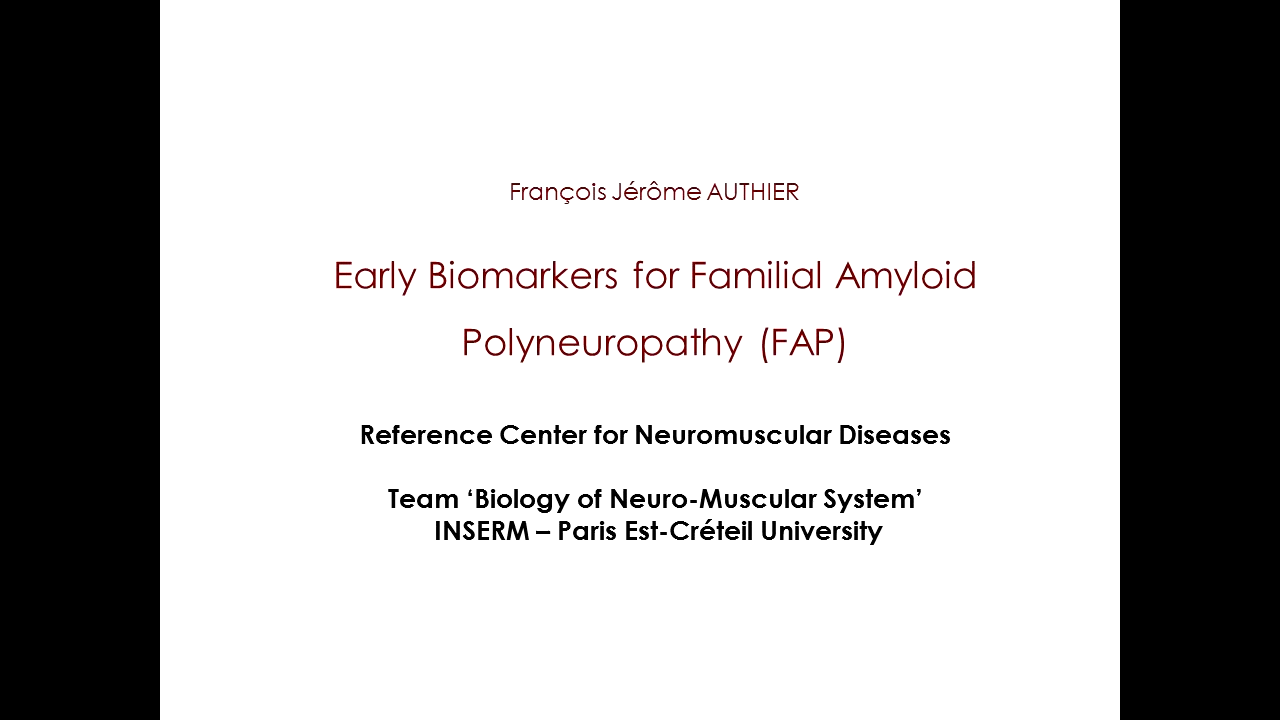 François Jérôme AUTHIER
Early Biomarkers for Familial Amyloid
Polyneuropathy (FAP)
Reference Center for Neuromuscular Diseases
Team ‘Biology of Neuro-Muscular System’
INSERM – Paris Est-Créteil University